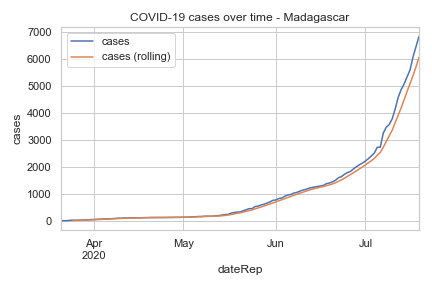 COVID-19 cases over time - Madagascar
cases
cases (rolling)
7000
6000
5000
4000
3000
2000
1000
0
cases
Apr
2020
May
Jun
Jul
dateRep